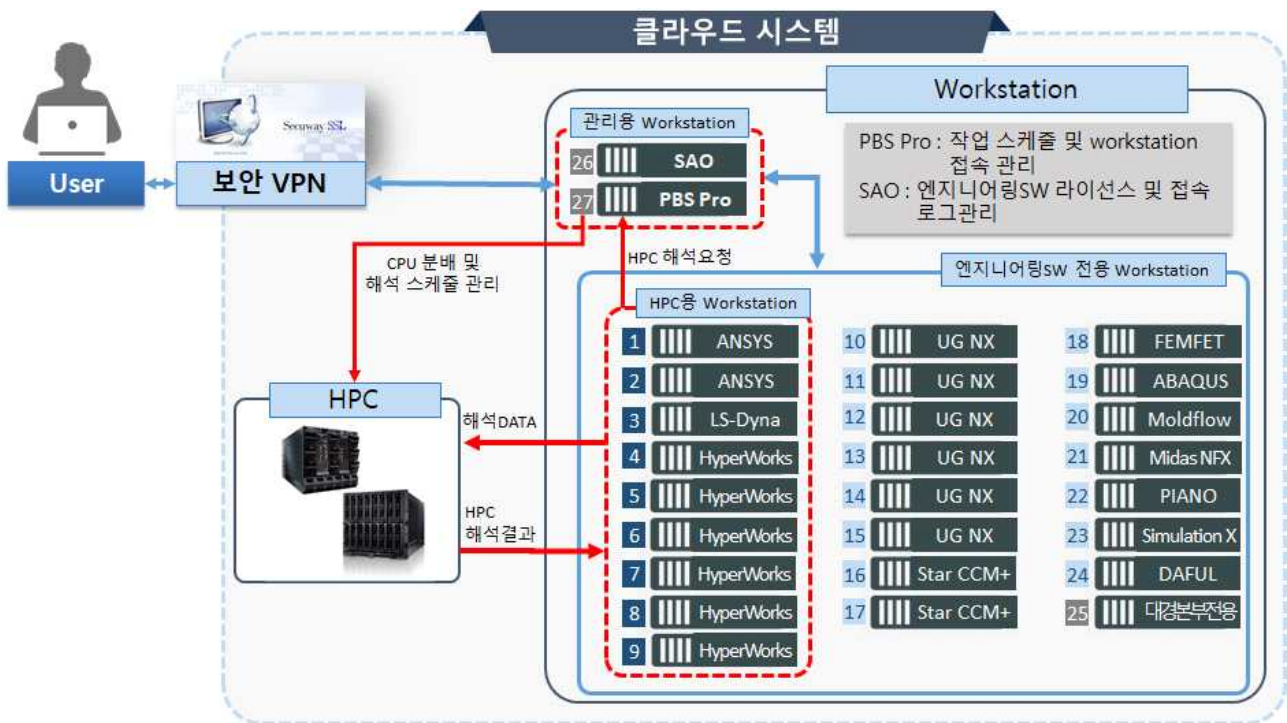 클라우드 시스템
User
Secuway SSL
보안 VPN
Workstation
관리용 Workstation
26 SAO
27 PBS Pro
PBS Pro : 작업 스케줄 및 workstation
접속 관리
SAO : 엔지니어링SW 라이선스 및 접속
로그관리
CPU 분배 및
해석 스케줄 관리
HPC 해석요청
엔지니어링SW 전용 Workstation
HPC용 Workstation
1 ANSYS
2 ANSYS
3 LS-Dyna
4 HyperWorks
5 HyperWorks
6 HyperWorks
7 HyperWorks
8 HyperWorks
9 HyperWorks
10 UG NX
11 UG NX
12 UG NX
13 UG NX
14 UG NX
15 UG NX
16 Star CCM+
17 Star CCM+
18 FEMFET
19 ABAQUS
20 Moldflow
21 Midas NFX
22 PIANO
23 Simulation X
24 DAFUL
25 대경본부전용
HPC
해석DATA
HPC
해석결과